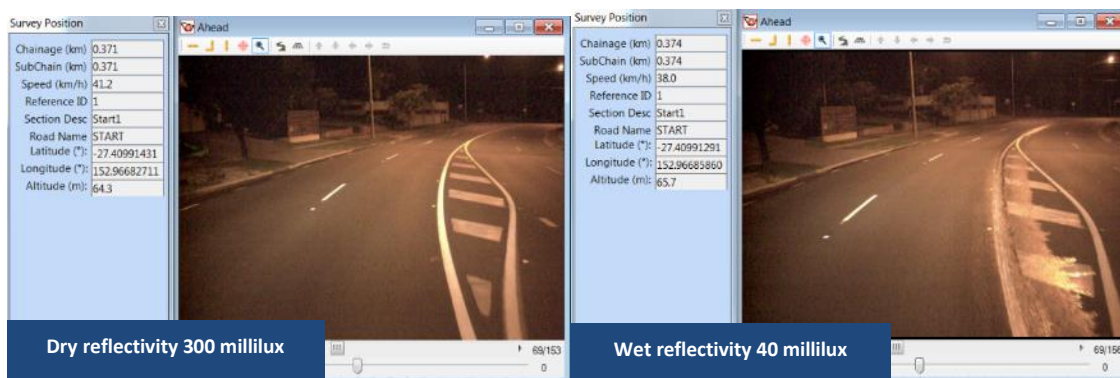 Survey Position
Chainage (km) 0.371
SubChain (km) 0.371
Speed (km/h) 41.2
Reference ID 1
Section Desc Start1
Road Name START
Latitude (°): -27.40991431
Longitude (°): 152.96682711
Altitude (m): 64.3
Ahead
69/153
0
Dry reflectivity 300 millilux
Survey Position
Chainage (km) 0.374
SubChain (km) 0.374
Speed (km/h) 38.0
Reference ID 1
Section Desc Start1
Road Name START
Latitude (°): -27.40991291
Longitude (°): 152.96685860
Altitude (m): 65.7
Ahead
69/156
0
Wet reflectivity 40 millilux